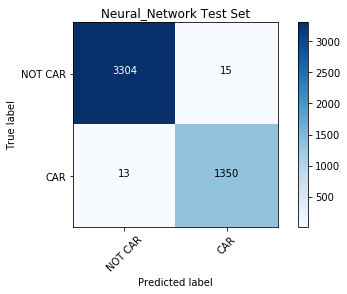 Neural_Network Test Set
NOT CAR
3304
15
CAR
13
1350
True label
NOT CAR
CAR
Predicted label
3000
2500
2000
1500
1000
500